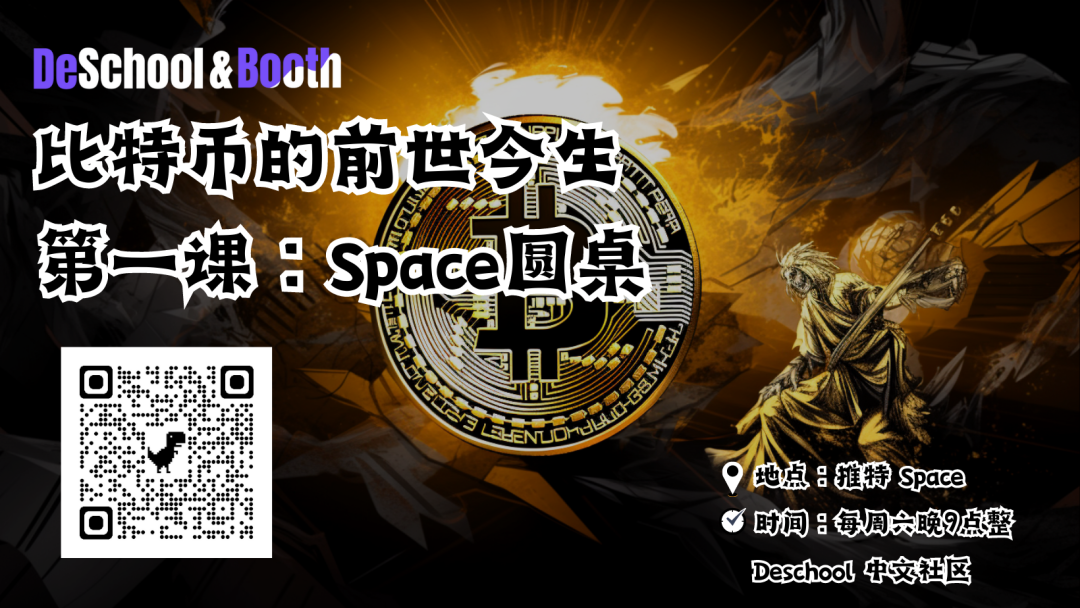 DeSchool & Booth
比特币的前世今生
第一课：Space圆桌
地点：推特 Space
时间：每周六晚9点整
Deschool 中文社区